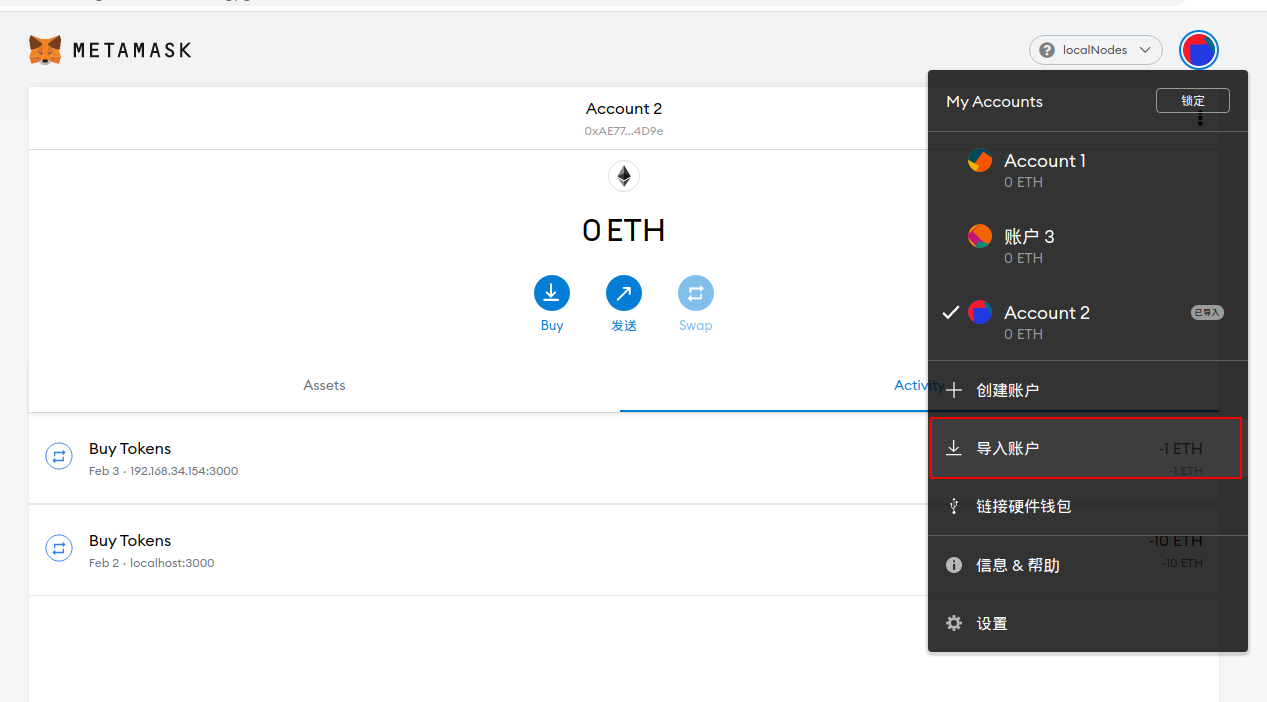 METAMASK
localNodes
Account 2
0xAE77...4D9e
0 ETH
Buy
发送
Swap
Assets
Activity
Buy Tokens
Feb 3 · 192.168.34.154:3000
-1 ETH
-1 ETH
Buy Tokens
Feb 2 · localhost:3000
-10 ETH
-10 ETH
My Accounts
锁定
Account 1
0 ETH
账户 3
0 ETH
Account 2
已导入
0 ETH
创建账户
导入账户
链接硬件钱包
信息 & 帮助
设置